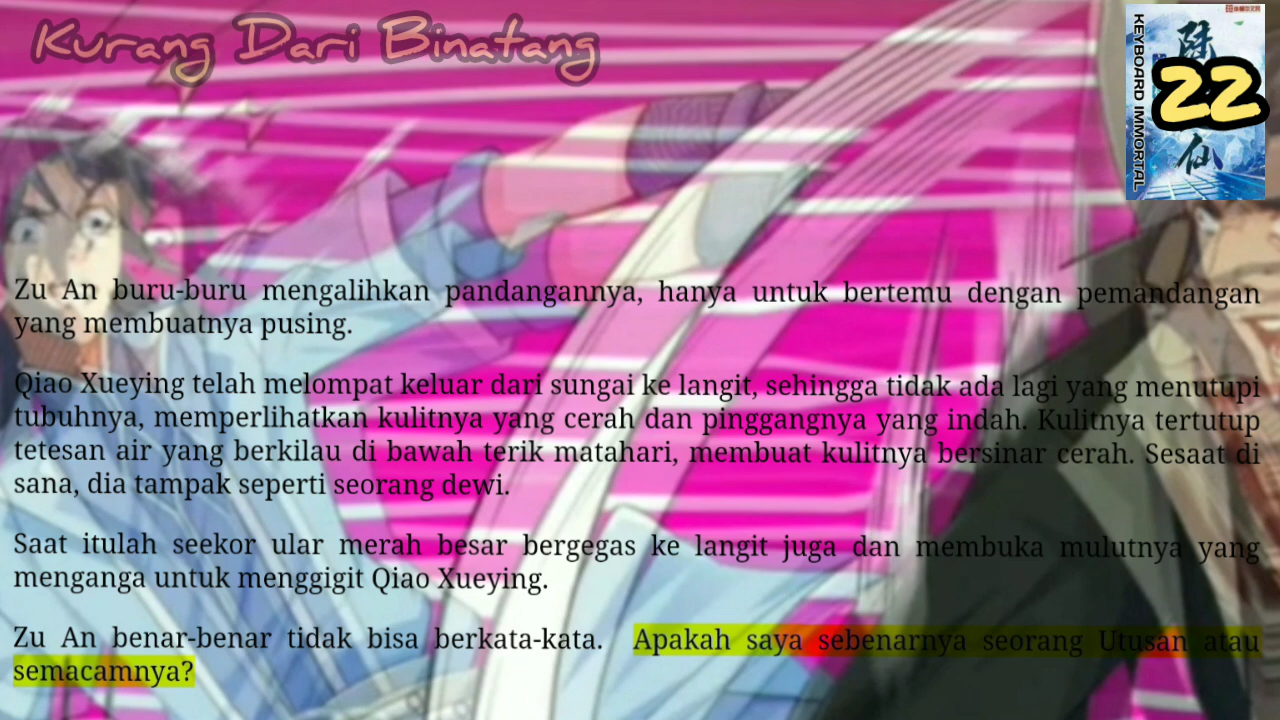 Kurang Dari Binatang
KEYBOARD IMMORTAL
陆
仙
22
Zu An buru-buru mengalihkan pandangannya, hanya untuk bertemu dengan pemandangan
yang membuatnya pusing.
Qiao Xueying telah melompat keluar dari sungai ke langit, sehingga tidak ada lagi yang menutupi
tubuhnya, memperlihatkan kulitnya yang cerah dan pinggangnya yang indah. Kulitnya tertutup
tetesan air yang berkilau di bawah terik matahari, membuat kulitnya bersinar cerah. Sesaat di
sana, dia tampak seperti seorang dewi.
Saat itulah seekor ular merah besar bergegas ke langit juga dan membuka mulutnya yang
menganga untuk menggigit Qiao Xueying.
Zu An benar-benar tidak bisa berkata-kata. Apakah saya sebenarnya seorang Utusan atau
semacamnya?